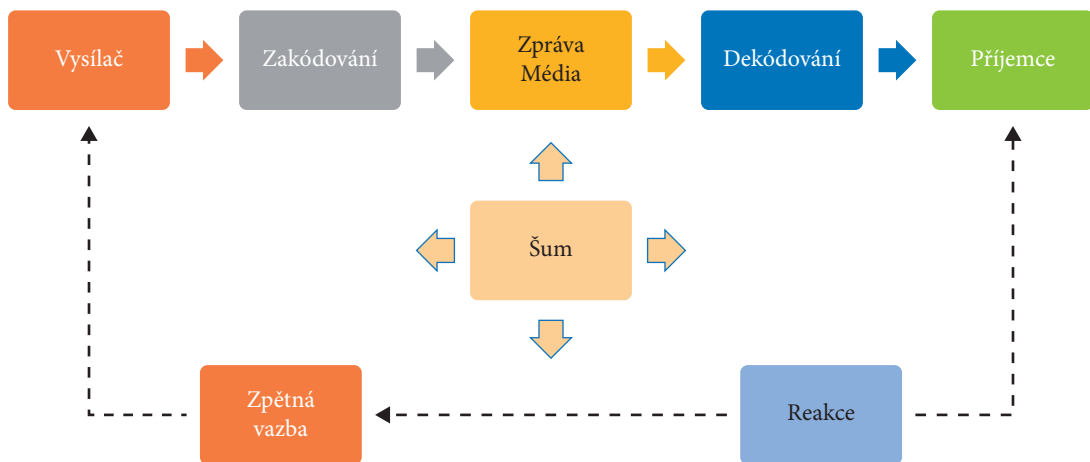 Vysílač
Zakódování
Zpráva
Média
Dekódování
Příjemce
Šum
Zpětná
vazba
Reakce